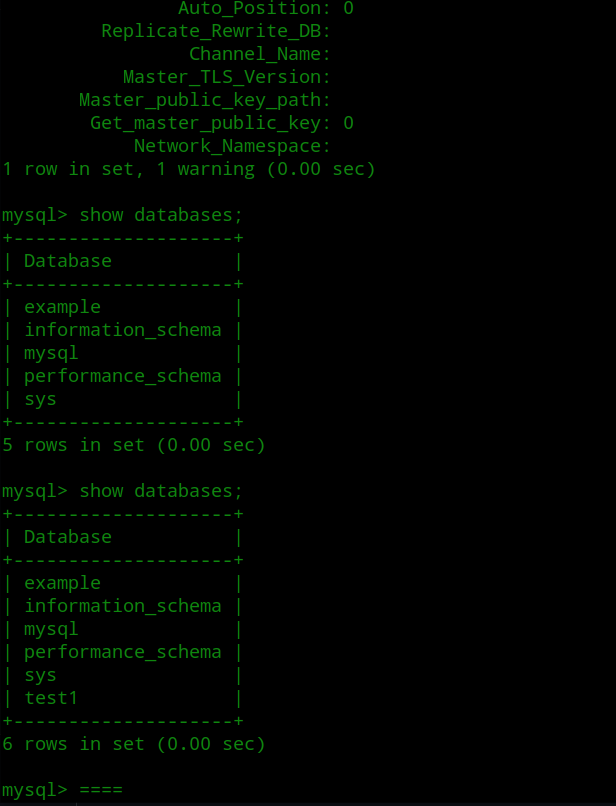 Auto_Position: 0
Replicate_Rewrite_DB:
Channel_Name:
Master_TLS_Version:
Master_public_key_path:
Get_master_public_key: 0
Network_Namespace:
1 row in set, 1 warning (0.00 sec)

mysql> show databases;
+--------------------+
| Database           |
+--------------------+
| example            |
| information_schema |
| mysql              |
| performance_schema |
| sys                |
+--------------------+
5 rows in set (0.00 sec)

mysql> show databases;
+--------------------+
| Database           |
+--------------------+
| example            |
| information_schema |
| mysql              |
| performance_schema |
| sys                |
| test1              |
+--------------------+
6 rows in set (0.00 sec)

mysql> ====